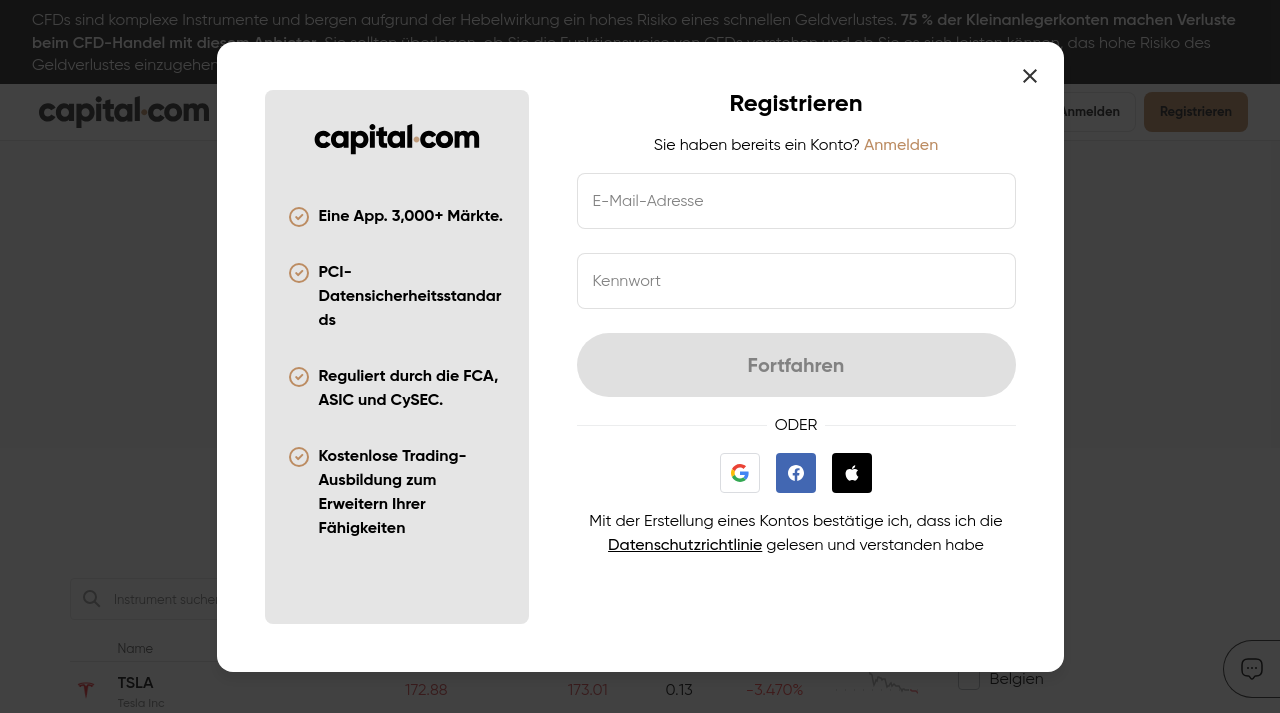 CFDs sind komplexe Instrumente und bergen aufgrund der Hebelwirkung ein hohes Risiko eines schnellen Geldverlustes. 75 % der Kleinanlegerkonten machen Verluste
beim CFD-Handel mit diesem Anbieter. Sie sollten überlegen, ob Sie die Funktionsweise von CFDs verstehen und ob Sie es sich leisten können, das hohe Risiko des
Geldverlustes einzugehen
capital.com
Anmelden
Registrieren
capital.com
Eine App. 3,000+ Märkte.
PCI-
Datensicherheitsstandar
ds
Reguliert durch die FCA,
ASIC und CySEC.
Kostenlose Trading-
Ausbildung zum
Erweitern Ihrer
Fähigkeiten
Registrieren
Sie haben bereits ein Konto? Anmelden
E-Mail-Adresse
Kennwort
Fortfahren
ODER
Mit der Erstellung eines Kontos bestätige ich, dass ich die
Datenschutzrichtlinie gelesen und verstanden habe
Instrument suchen
Name
TSLA
172.88
173.01
0.13
-3.470%
Belgien
Tesla Inc